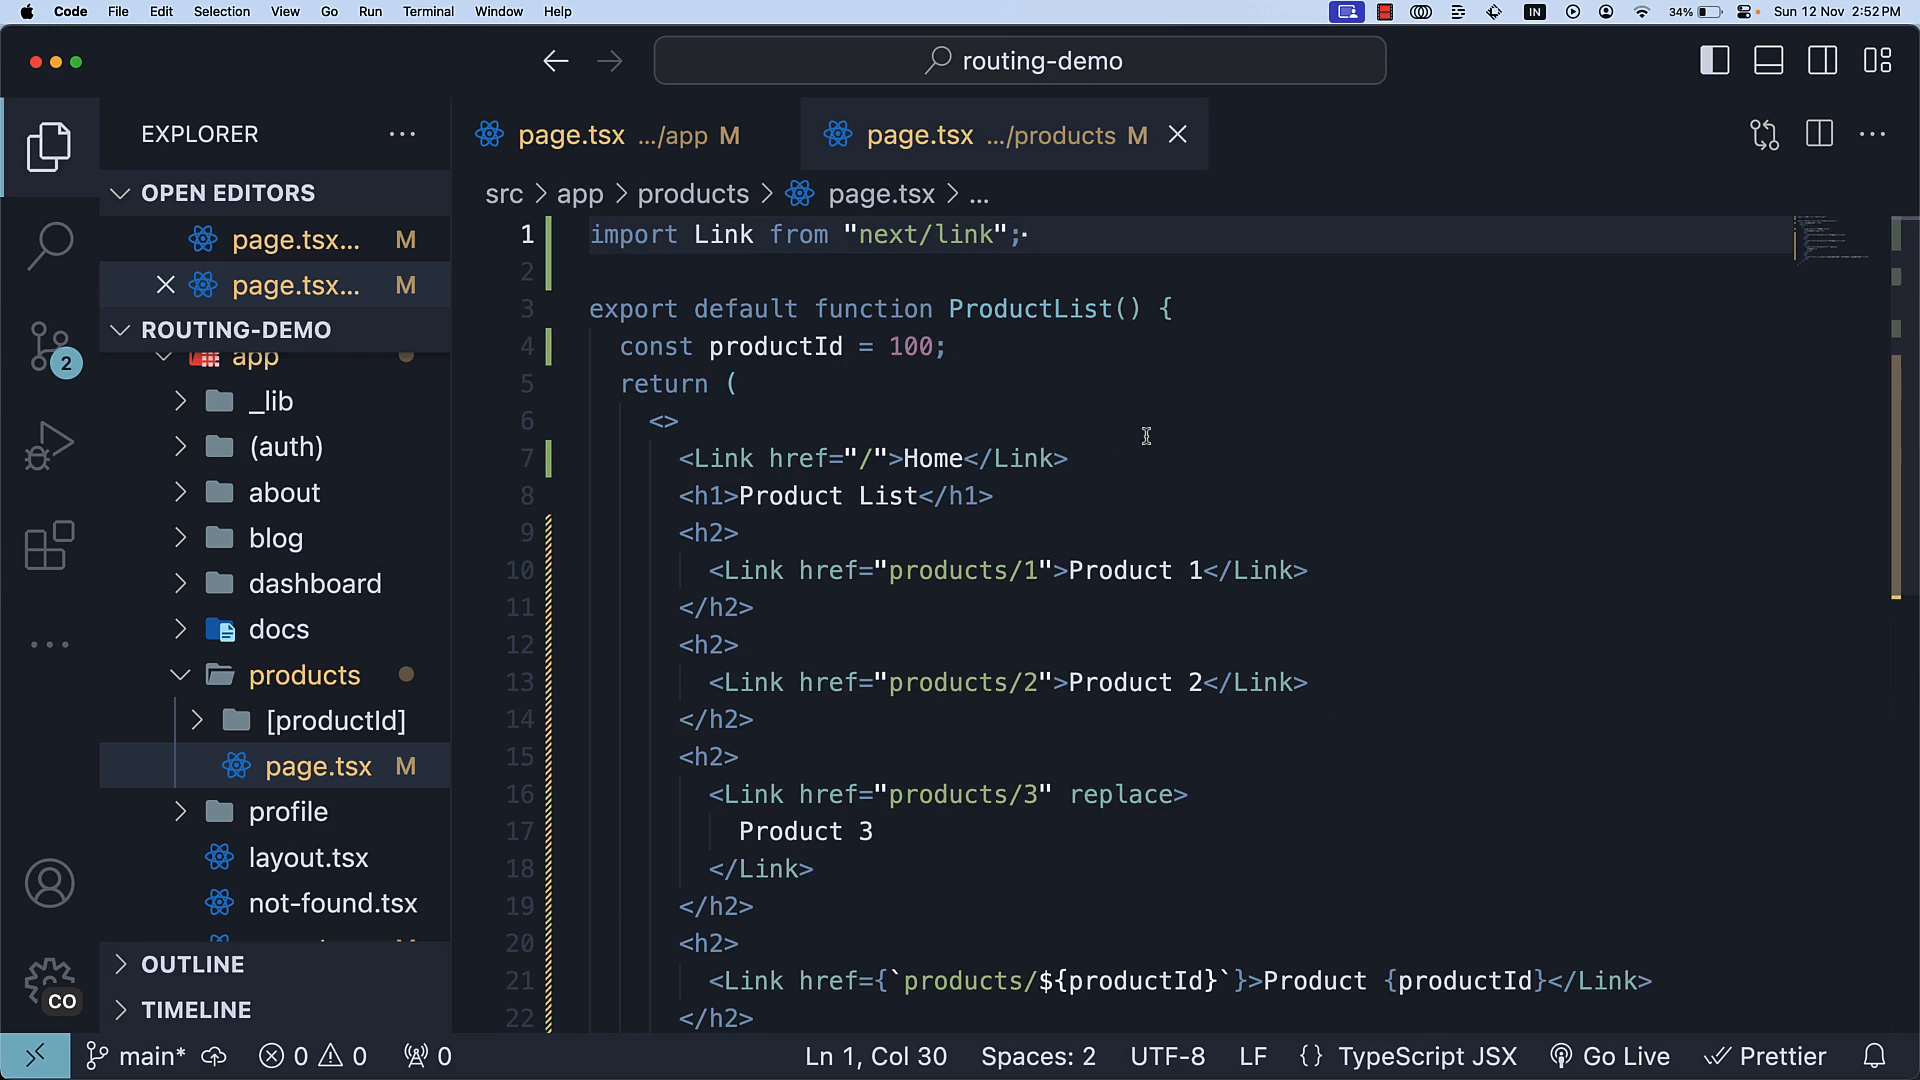 Code File Edit Selection View Go Run Terminal Window Help IN 34% Sun 12 Nov 2:52 PM
routing-demo
EXPLORER
page.tsx .../app M
page.tsx .../products M
OPEN EDITORS
page.tsx... M
page.tsx... M
ROUTING-DEMO
app
_lib
(auth)
about
blog
dashboard
docs
products
[productId]
page.tsx M
profile
layout.tsx
not-found.tsx
OUTLINE
TIMELINE
2
CO
src > app > products > page.tsx > ...
1 import Link from "next/link";
2
3 export default function ProductList() {
4 const productId = 100;
5 return (
6 <>
7 <Link href="/">Home</Link>
8 <h1>Product List</h1>
9 <h2>
10 <Link href="products/1">Product 1</Link>
11 </h2>
12 <h2>
13 <Link href="products/2">Product 2</Link>
14 </h2>
15 <h2>
16 <Link href="products/3" replace>
17 Product 3
18 </Link>
19 </h2>
20 <h2>
21 <Link href={`products/${productId}`}>Product {productId}</Link>
22 </h2>
main* 0 0 0 Ln 1, Col 30 Spaces: 2 UTF-8 LF {} TypeScript JSX Go Live Prettier